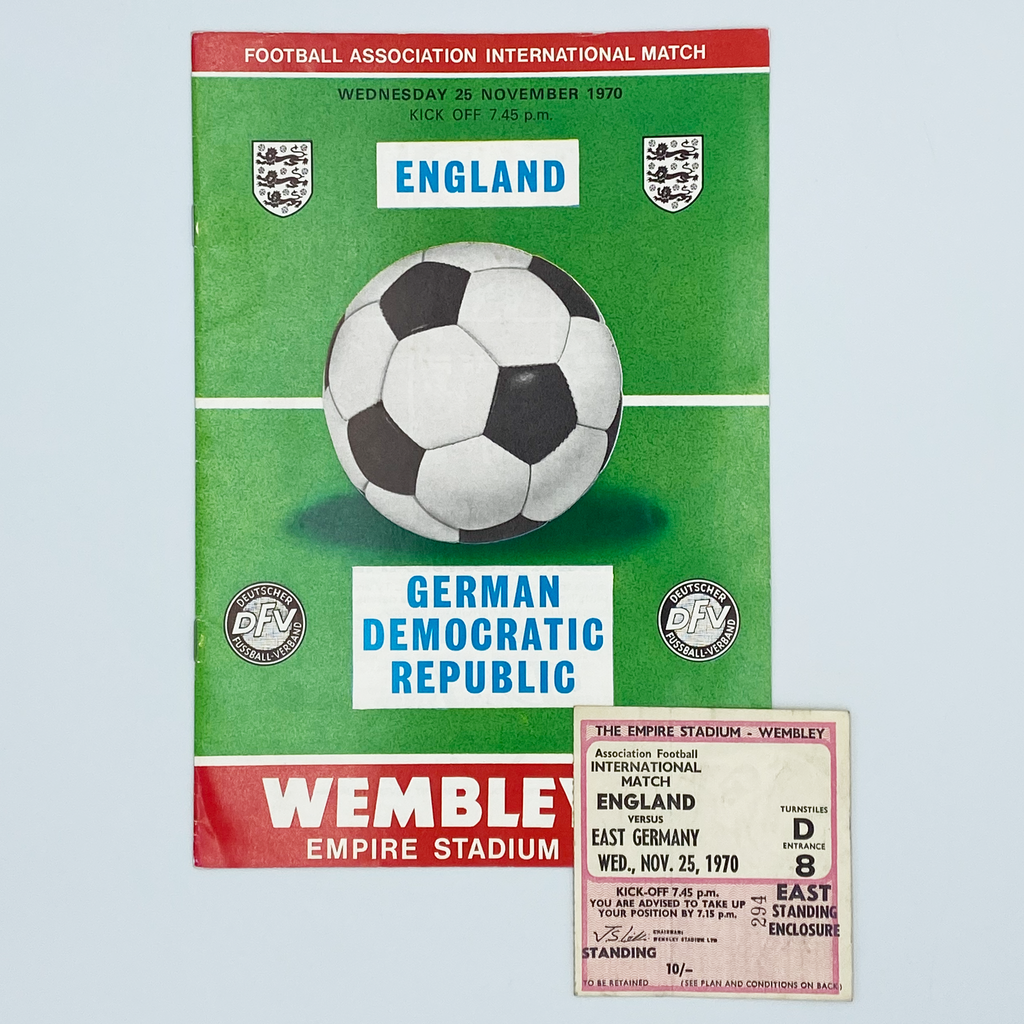 FOOTBALL ASSOCIATION INTERNATIONAL MATCH
WEDNESDAY 25 NOVEMBER 1970
KICK OFF 7.45 p.m.
ENGLAND
DEUTSCHER
DFV
FUSSBALL-VERBAND
GERMAN
DEMOCRATIC
REPUBLIC
DEUTSCHER
DFV
FUSSBALL-VERBAND
WEMBLEY
EMPIRE STADIUM
THE EMPIRE STADIUM - WEMBLEY
Association Football
INTERNATIONAL
MATCH
ENGLAND
VERSUS
EAST GERMANY
WED., NOV. 25, 1970
TURNSTILES
D
ENTRANCE
8
KICK-OFF 7.45 p.m.
YOU ARE ADVISED TO TAKE UP
YOUR POSITION BY 7.15 p.m.
294
EAST
STANDING
ENCLOSURE
CHAIRMAN:
WEMBLEY STADIUM LTD
STANDING
10/–
TO BE RETAINED (SEE PLAN AND CONDITIONS ON BACK)